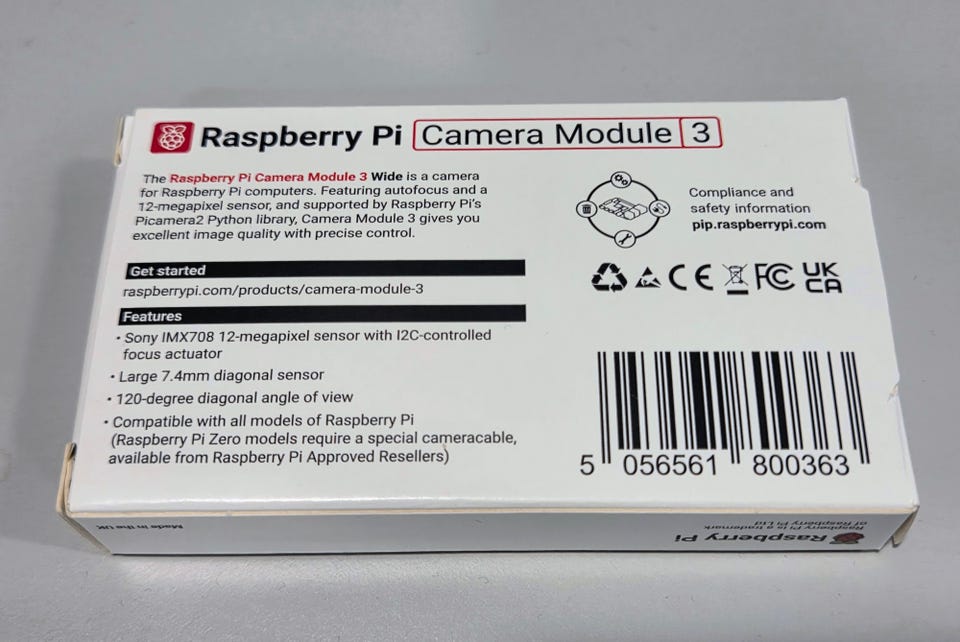 Raspberry Pi Camera Module 3
The Raspberry Pi Camera Module 3 Wide is a camera
for Raspberry Pi computers. Featuring autofocus and a
12-megapixel sensor, and supported by Raspberry Pi's
Picamera2 Python library, Camera Module 3 gives you
excellent image quality with precise control.
Get started
raspberrypi.com/products/camera-module-3
Features
• Sony IMX708 12-megapixel sensor with I2C-controlled
focus actuator
• Large 7.4mm diagonal sensor
• 120-degree diagonal angle of view
• Compatible with all models of Raspberry Pi
(Raspberry Pi Zero models require a special cameracable,
available from Raspberry Pi Approved Resellers)
Compliance and
safety information
pip.raspberrypi.com
CE FC UK
CA
5 056561 800363
Made in the UK
Raspberry Pi
Raspberry Pi is a trademark
of Raspberry Pi Ltd